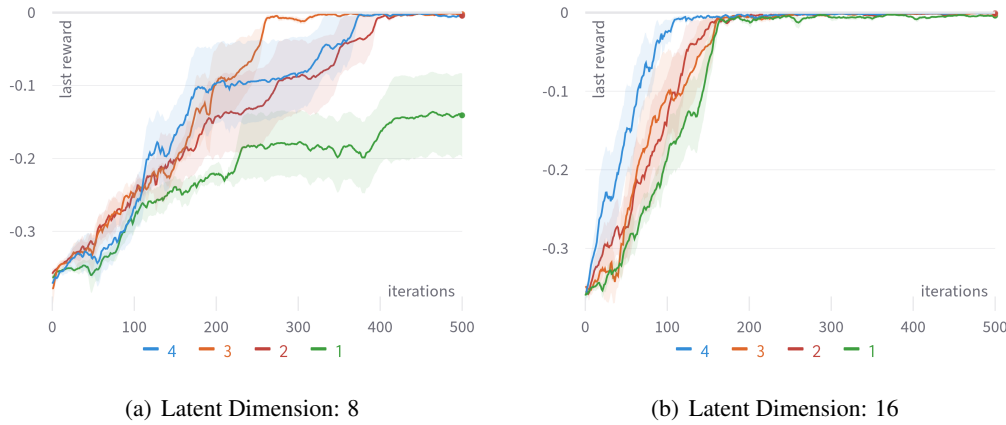 0
-0.1
-0.2
-0.3
last reward
iterations
0 100 200 300 400 500
4 3 2 1
(a) Latent Dimension: 8
0
-0.1
-0.2
-0.3
last reward
iterations
0 100 200 300 400 500
4 3 2 1
(b) Latent Dimension: 16